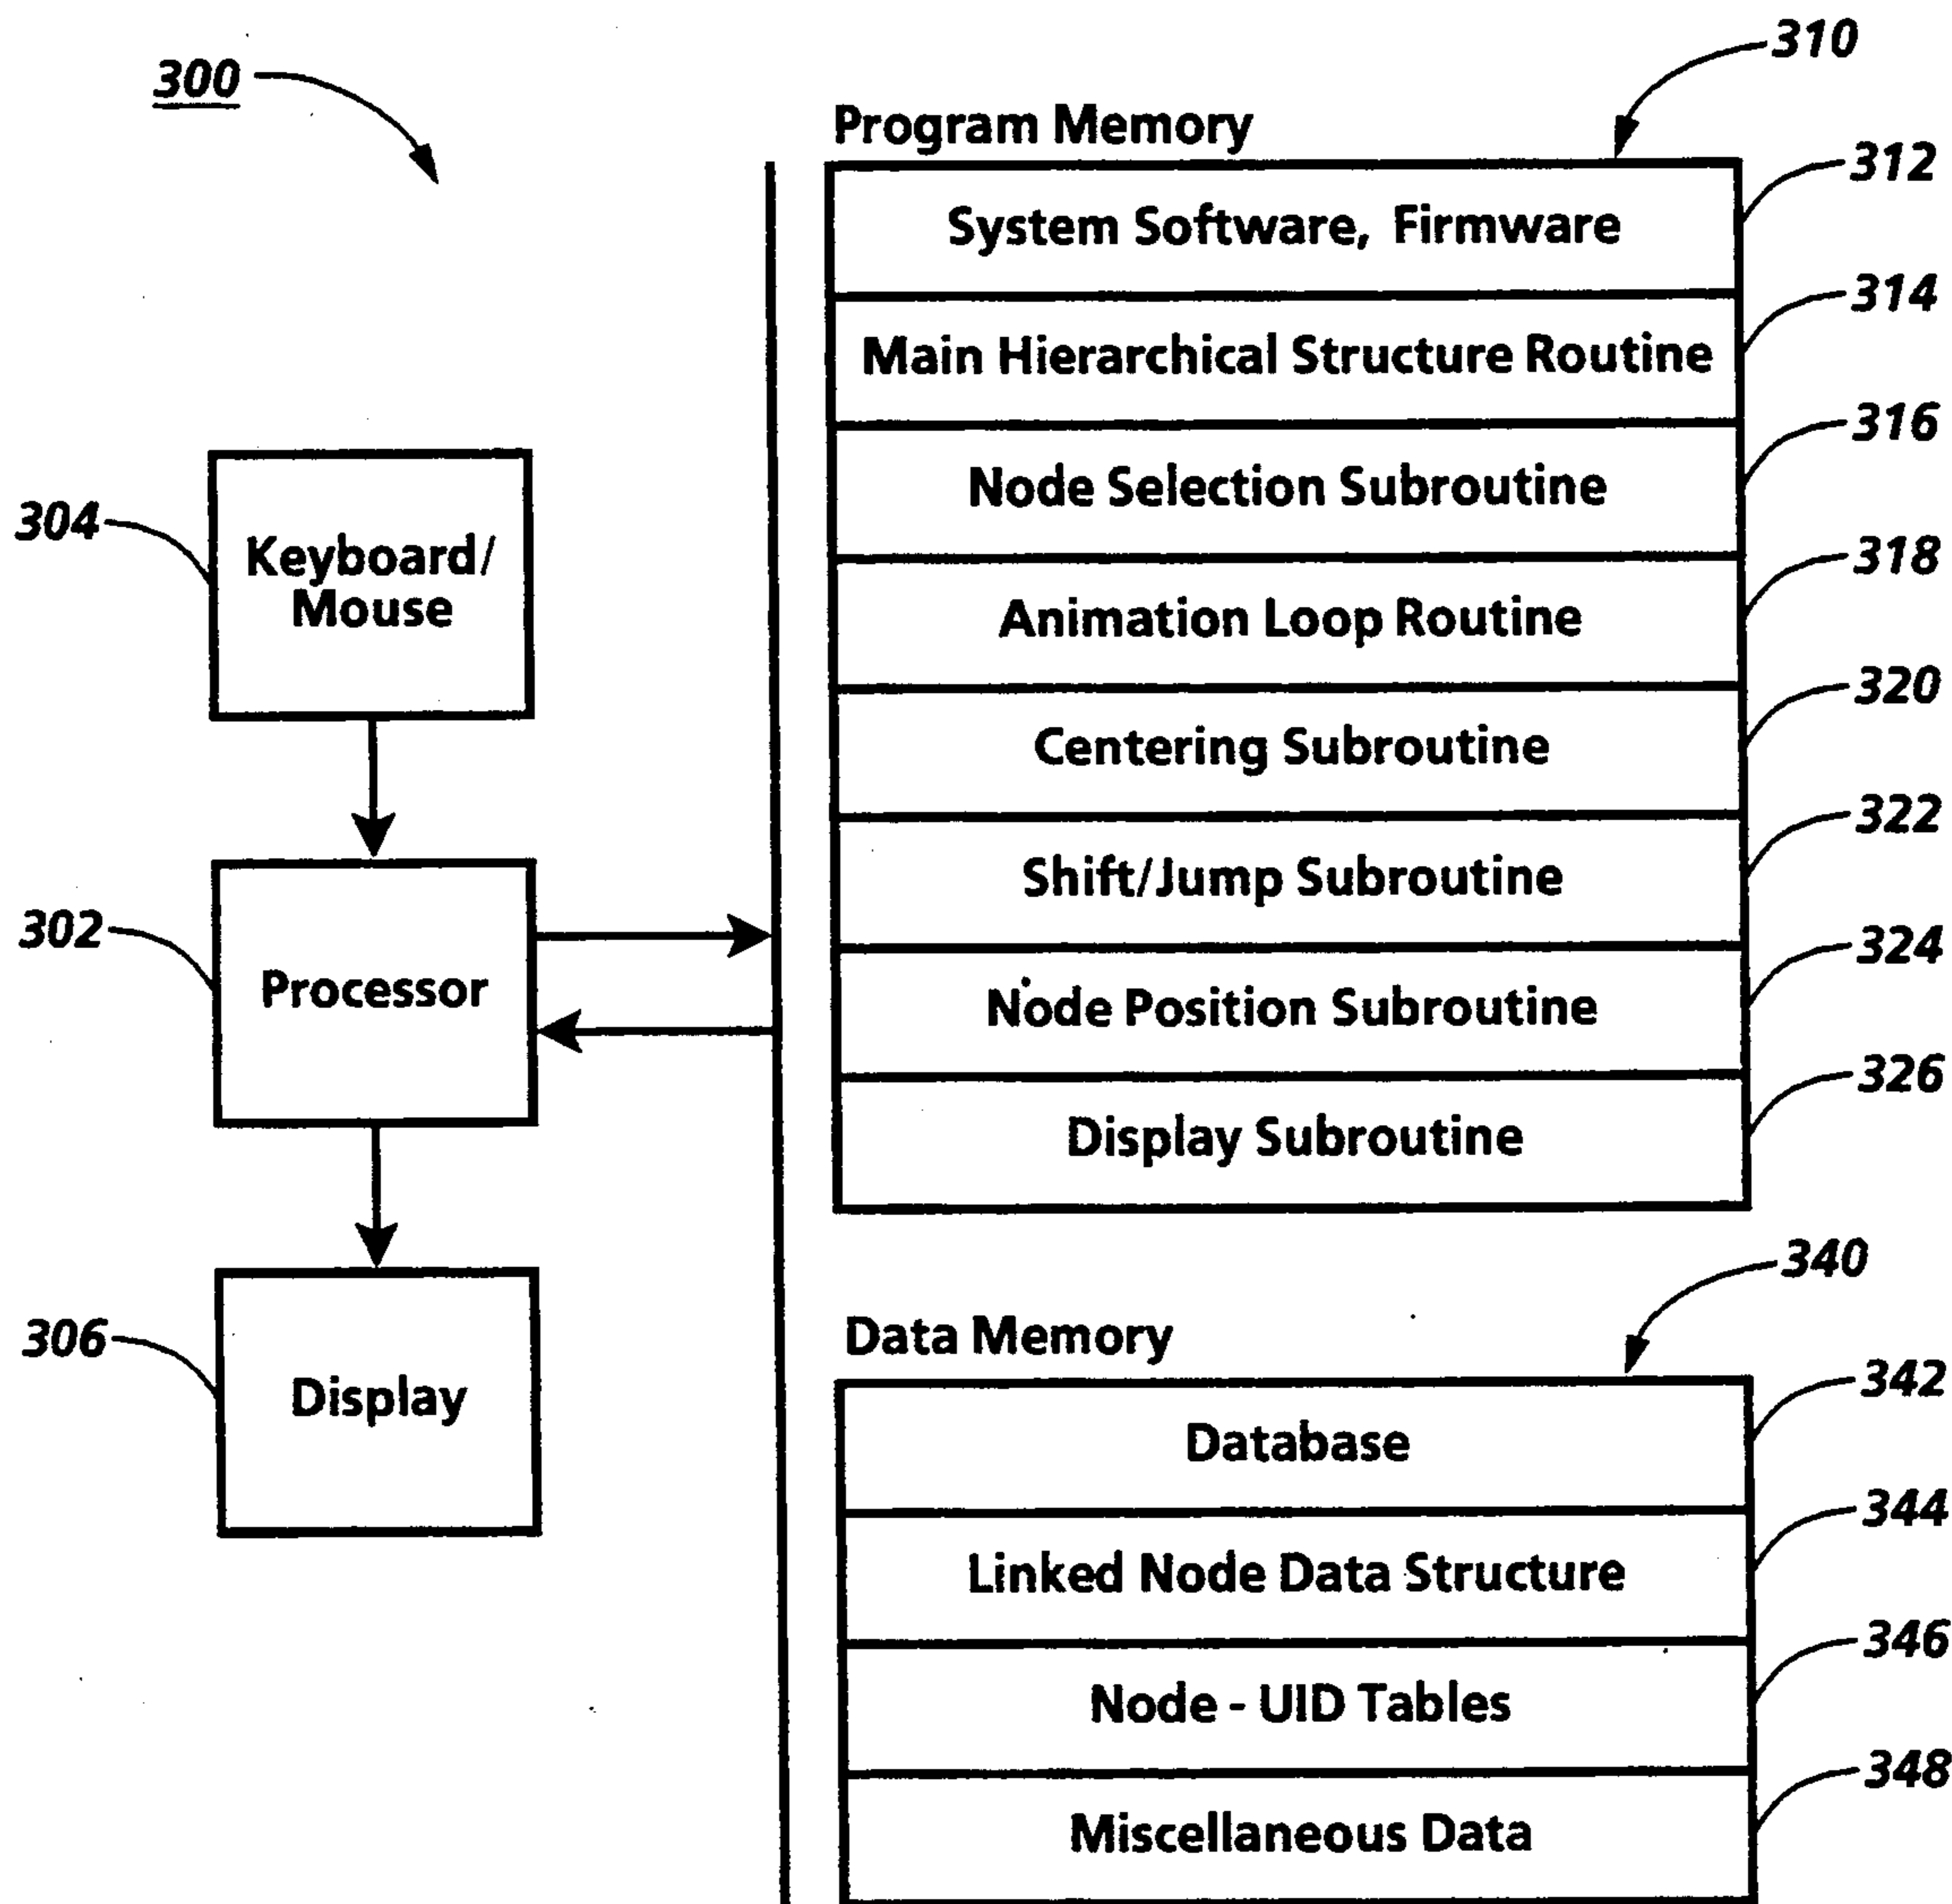 300
310
Program Memory
312
System Software, Firmware
314
Main Hierarchical Structure Routine
316
Node Selection Subroutine
318
Animation Loop Routine
320
Centering Subroutine
322
Shift/Jump Subroutine
324
Node Position Subroutine
326
Display Subroutine
304
Keyboard/
Mouse
302
Processor
306
Display
340
Data Memory
342
Database
344
Linked Node Data Structure
346
Node - UID Tables
348
Miscellaneous Data